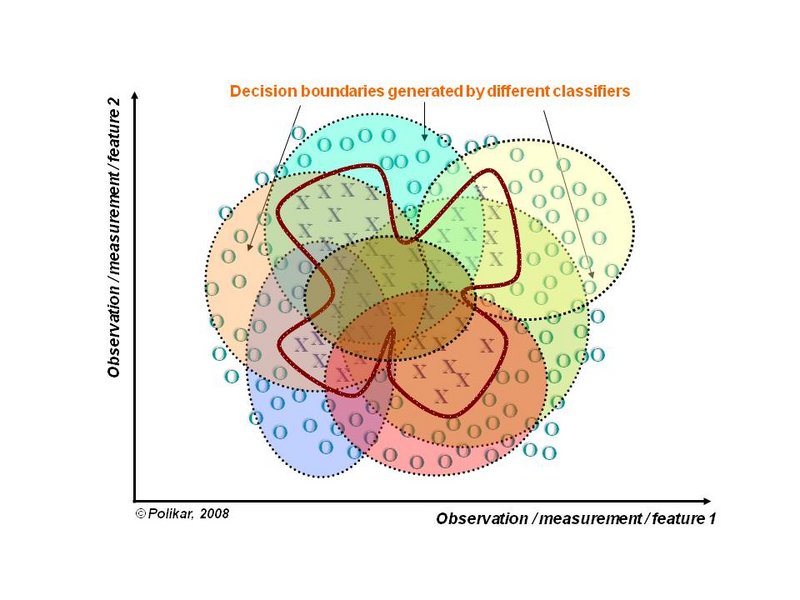 Decision boundaries generated by different classifiers
Observation / measurement / feature 2
© Polikar, 2008
Observation / measurement / feature 1